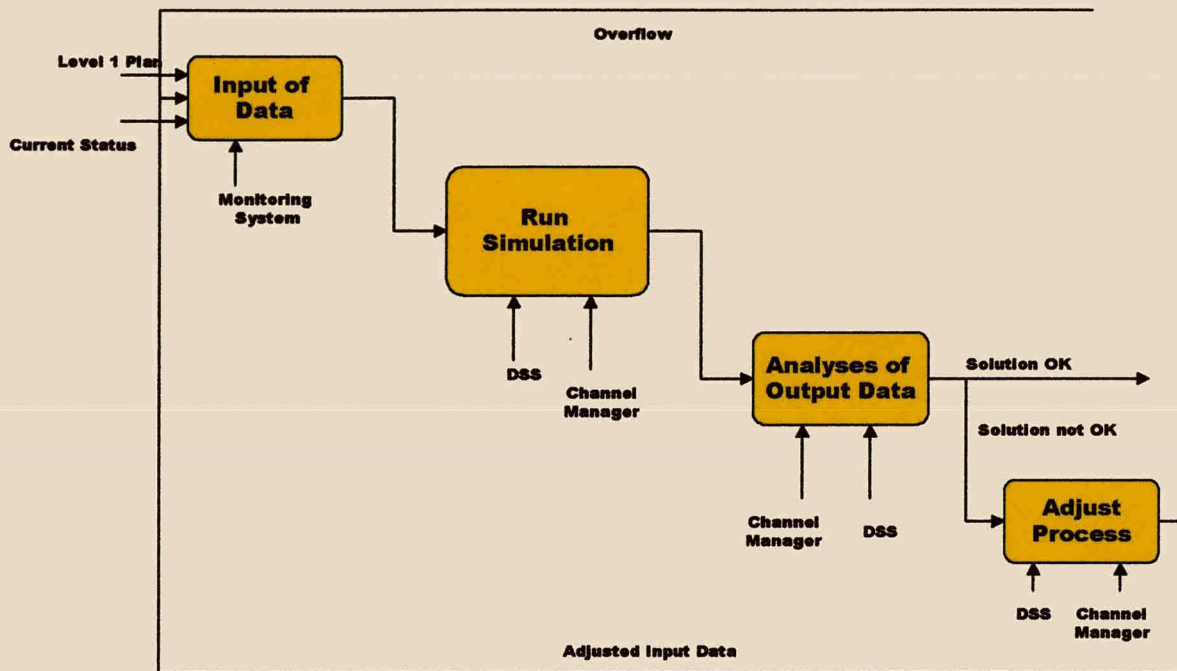 Overflow
Level 1 Plan
Input of
Data
Current Status
Monitoring
System
Run
Simulation
DSS
Channel
Manager
Analyses of
Output Data
Solution OK
Solution not OK
Channel
Manager
DSS
Adjust
Process
DSS
Channel
Manager
Adjusted Input Data